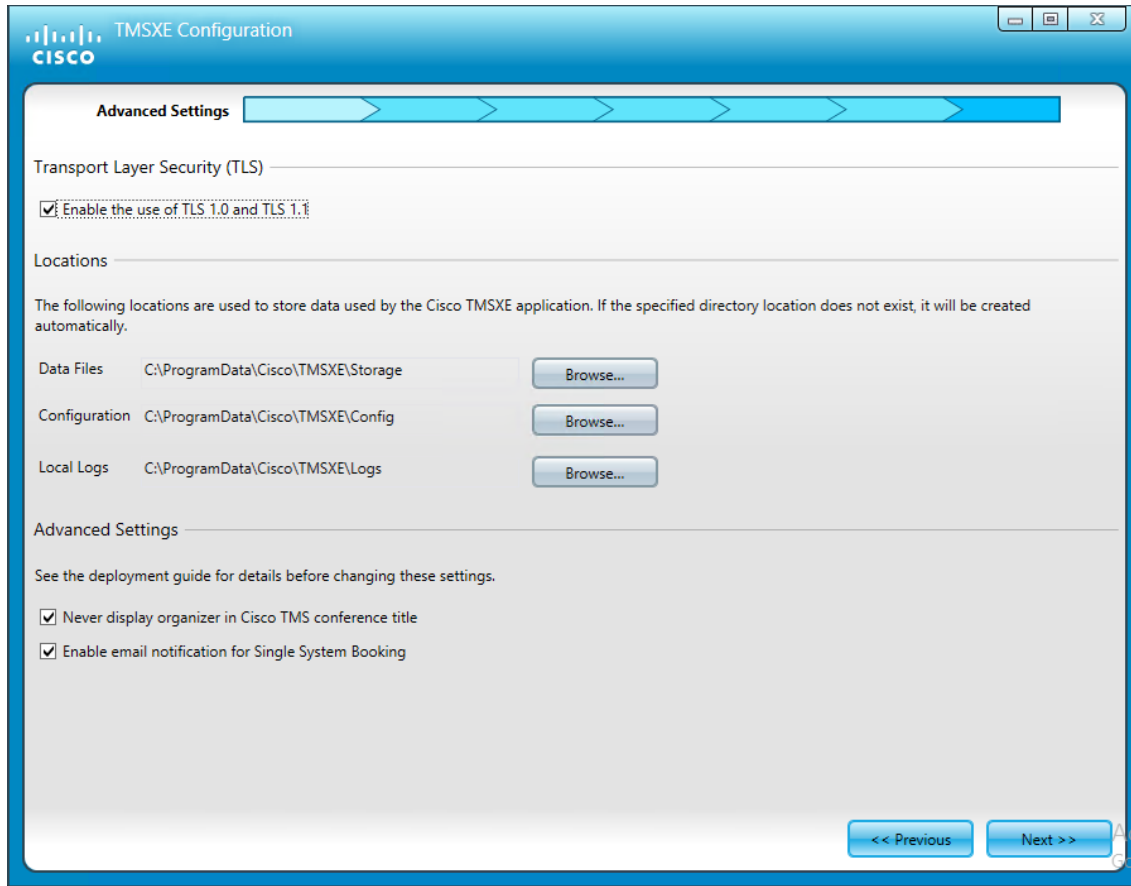 TMSXE Configuration
CISCO
Advanced Settings
Transport Layer Security (TLS)
Enable the use of TLS 1.0 and TLS 1.1
Locations
The following locations are used to store data used by the Cisco TMSXE application. If the specified directory location does not exist, it will be created
automatically.
Data Files C:\ProgramData\Cisco\TMSXE\Storage Browse...
Configuration C:\ProgramData\Cisco\TMSXE\Config Browse...
Local Logs C:\ProgramData\Cisco\TMSXE\Logs Browse...
Advanced Settings
See the deployment guide for details before changing these settings.
Never display organizer in Cisco TMS conference title
Enable email notification for Single System Booking
<< Previous Next >>